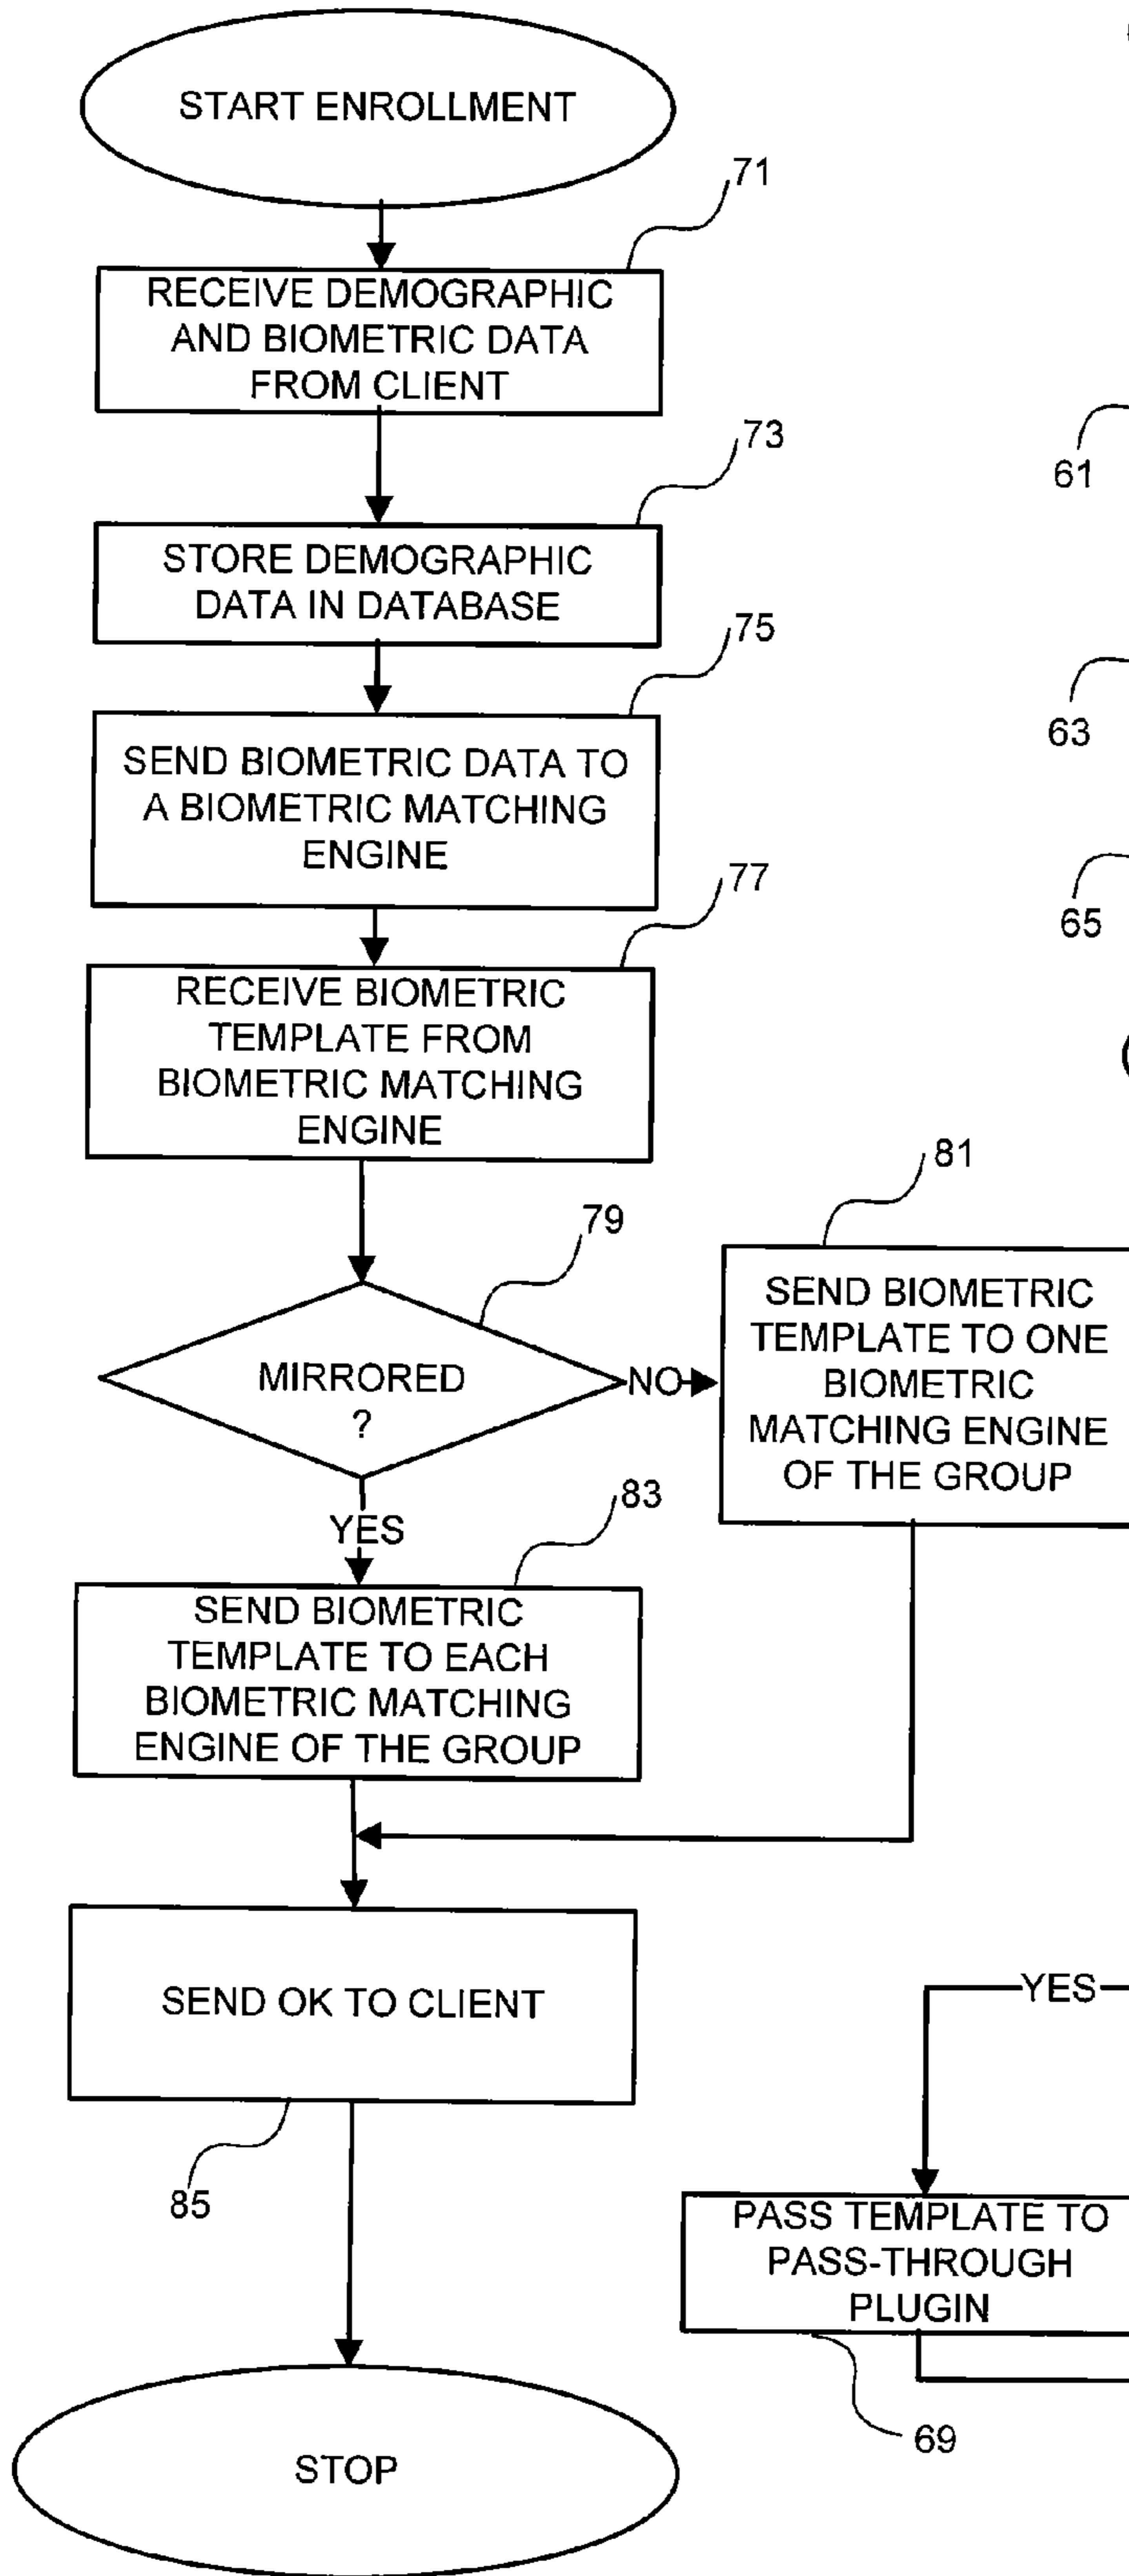 START ENROLLMENT
71
RECEIVE DEMOGRAPHIC
AND BIOMETRIC DATA
FROM CLIENT
73
STORE DEMOGRAPHIC
DATA IN DATABASE
75
SEND BIOMETRIC DATA TO
A BIOMETRIC MATCHING
ENGINE
77
RECEIVE BIOMETRIC
TEMPLATE FROM
BIOMETRIC MATCHING
ENGINE
79
MIRRORED
?
NO
81
SEND BIOMETRIC
TEMPLATE TO ONE
BIOMETRIC
MATCHING ENGINE
OF THE GROUP
YES
83
SEND BIOMETRIC
TEMPLATE TO EACH
BIOMETRIC MATCHING
ENGINE OF THE GROUP
SEND OK TO CLIENT
85
STOP
61
63
65
YES
PASS TEMPLATE TO
PASS-THROUGH
PLUGIN
69